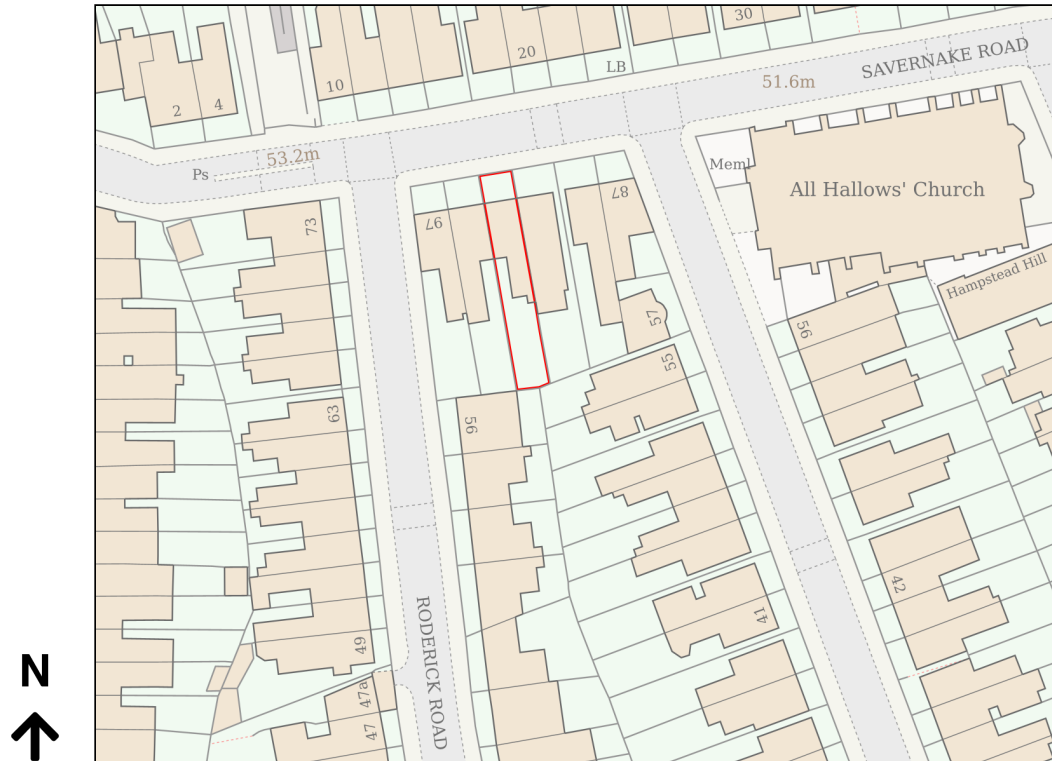 30
20
LB
SAVERNAKE ROAD
10
51.6m
2
4
53.2m
Ps
Meml
All Hallows' Church
87
73
97
Hampstead Hill
57
56
55
63
56
42
41
49
RODERICK ROAD
47a
47
N